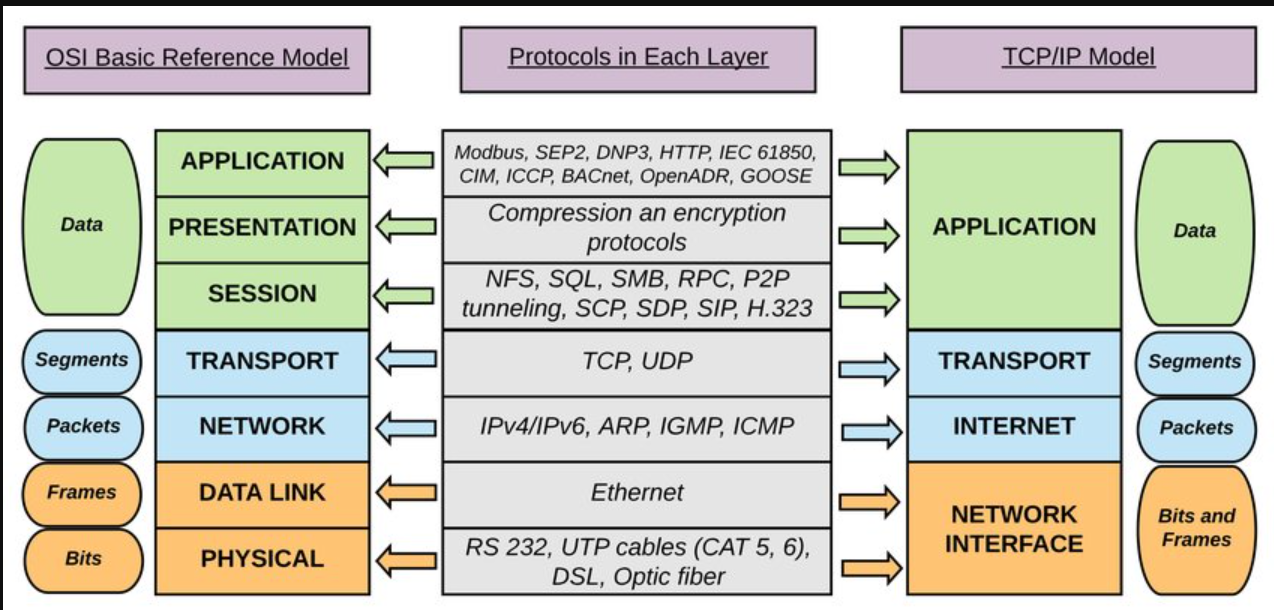 OSI Basic Reference Model
Protocols in Each Layer
TCP/IP Model
Data
APPLICATION
Modbus, SEP2, DNP3, HTTP, IEC 61850,
CIM, ICCP, BACnet, OpenADR, GOOSE
PRESENTATION
Compression an encryption
protocols
SESSION
NFS, SQL, SMB, RPC, P2P
tunneling, SCP, SDP, SIP, H.323
APPLICATION
Data
Segments
TRANSPORT
TCP, UDP
TRANSPORT
Segments
Packets
NETWORK
IPv4/IPv6, ARP, IGMP, ICMP
INTERNET
Packets
Frames
DATA LINK
Ethernet
Bits
PHYSICAL
RS 232, UTP cables (CAT 5, 6),
DSL, Optic fiber
NETWORK
INTERFACE
Bits and
Frames